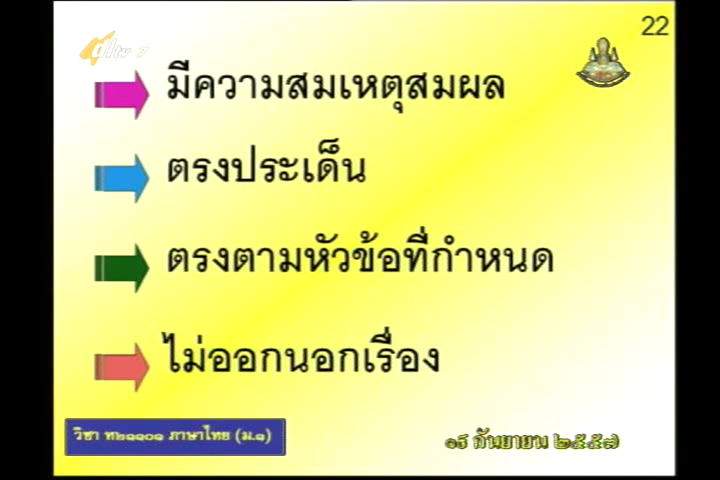 dltv 7
22
มีความสมเหตุสมผล
ตรงประเด็น
ตรงตามหัวข้อที่กำหนด
ไม่ออกนอกเรื่อง
วิชา ท๒๑๑๐๑ ภาษาไทย (ม.๑)
กันยายน ๒๕๕๗